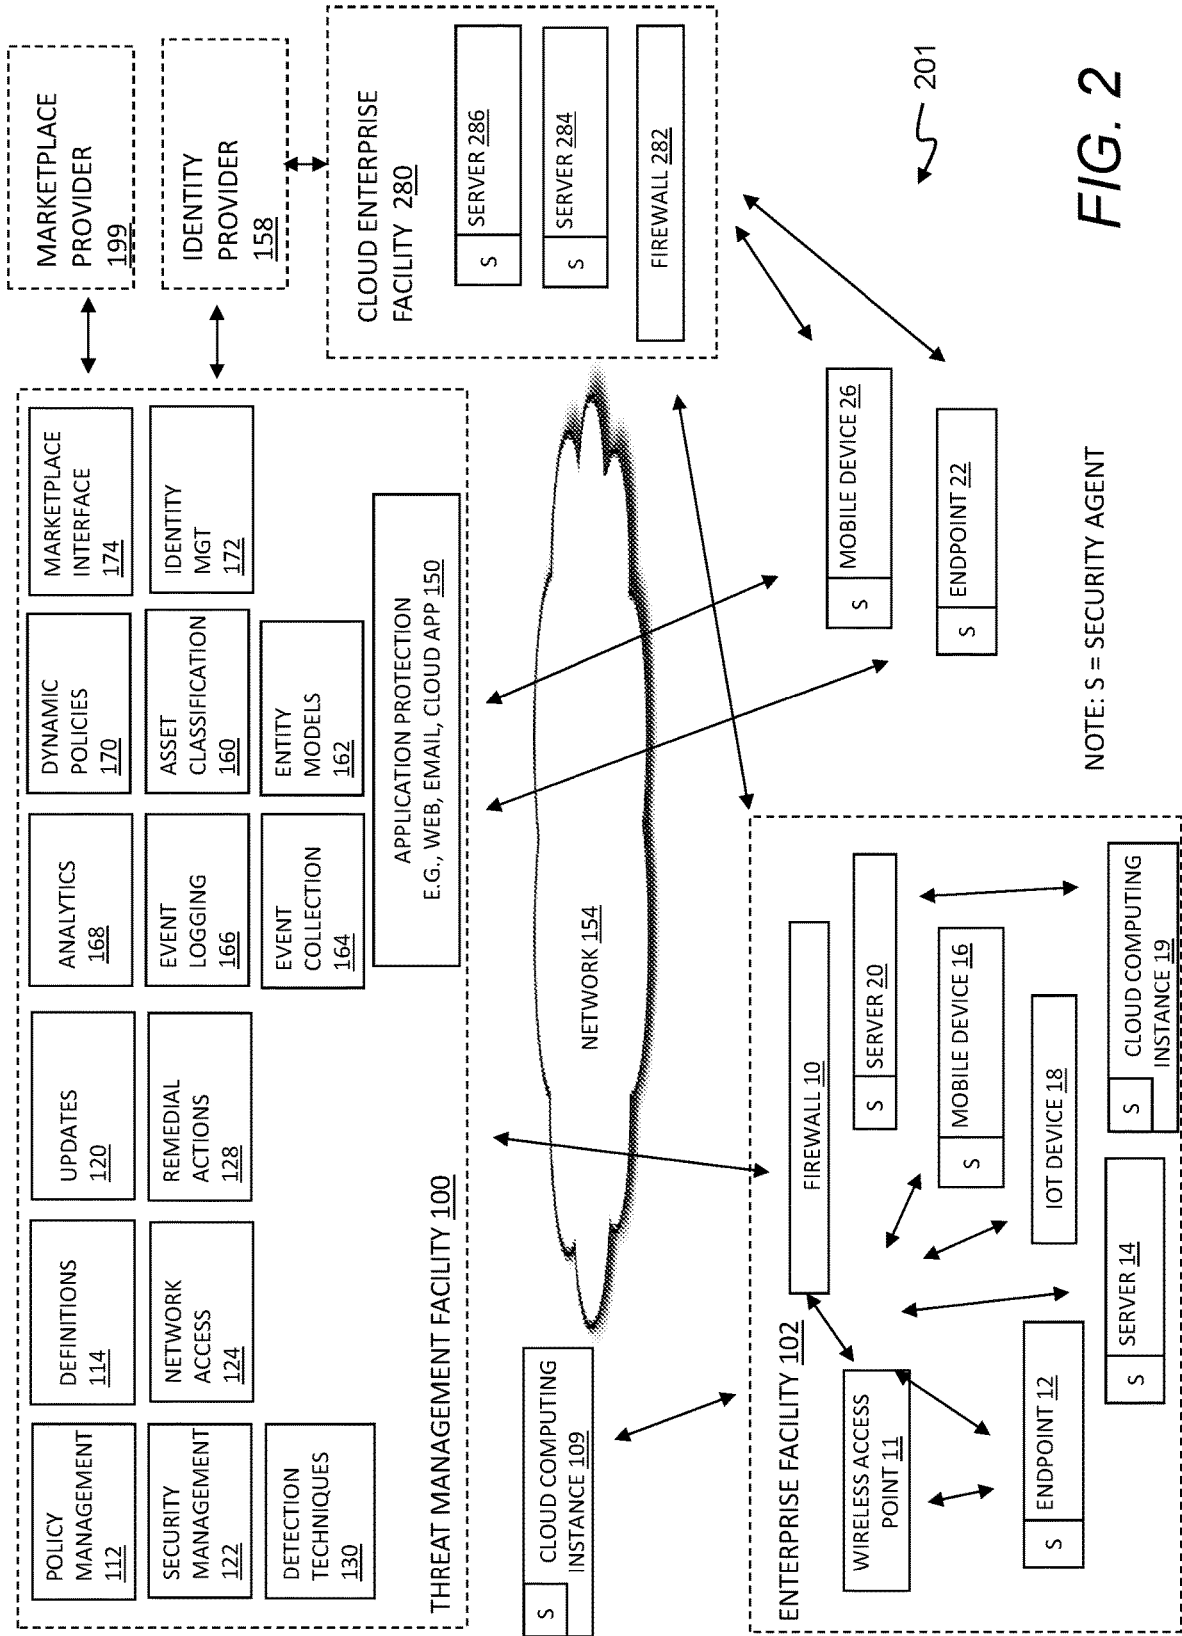 POLICY
MANAGEMENT
112
DEFINITIONS
114
UPDATES
120
ANALYTICS
168
DYNAMIC
POLICIES
170
MARKETPLACE
INTERFACE
174
MARKETPLACE
PROVIDER
199
SECURITY
MANAGEMENT
122
NETWORK
ACCESS
124
REMEDIAL
ACTIONS
128
EVENT
LOGGING
166
ASSET
CLASSIFICATION
160
IDENTITY
MGT
172
IDENTITY
PROVIDER
158
DETECTION
TECHNIQUES
130
EVENT
COLLECTION
164
ENTITY
MODELS
162
APPLICATION PROTECTION
E.G., WEB, EMAIL, CLOUD APP 150
THREAT MANAGEMENT FACILITY 100
CLOUD ENTERPRISE
FACILITY 280
S
SERVER 286
S
SERVER 284
FIREWALL 282
S
CLOUD COMPUTING
INSTANCE 109
NETWORK 154
ENTERPRISE FACILITY 102
FIREWALL 10
WIRELESS ACCESS
POINT 11
S
SERVER 20
S
MOBILE DEVICE 16
IOT DEVICE 18
S
ENDPOINT 12
S
SERVER 14
S
CLOUD COMPUTING
INSTANCE 19
S
MOBILE DEVICE 26
S
ENDPOINT 22
NOTE: S = SECURITY AGENT
201
FIG. 2